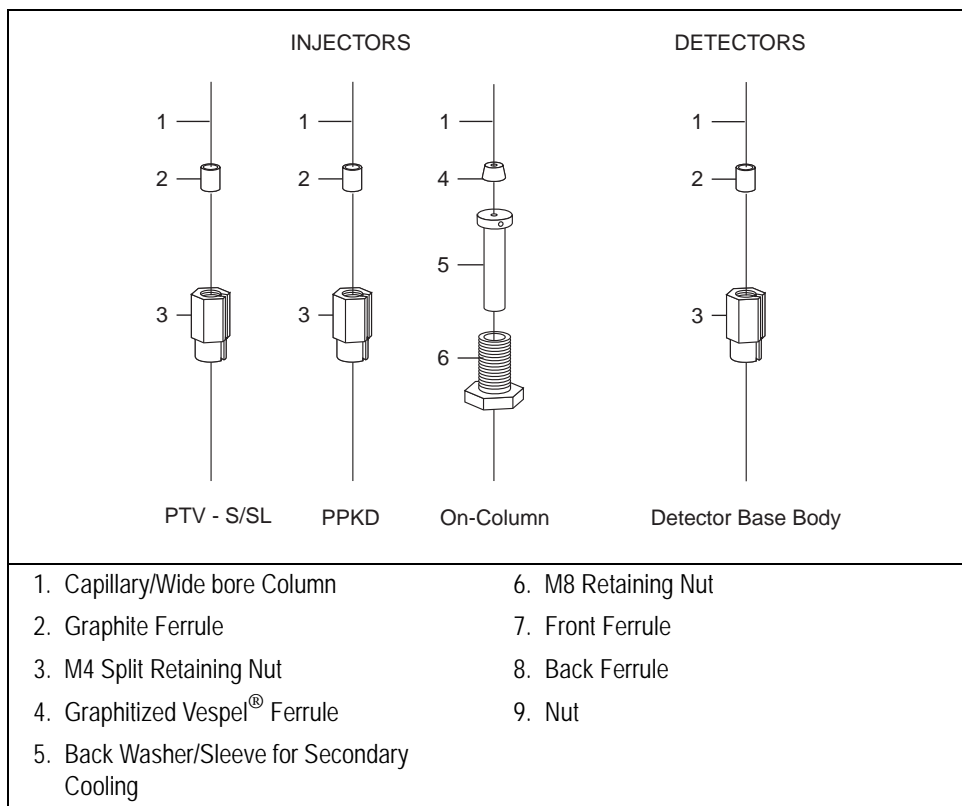 INJECTORS
DETECTORS
1
1
1
1
2
2
4
2
5
3
3
3
6
PTV - S/SL
PPKD
On-Column
Detector Base Body
1. Capillary/Wide bore Column
2. Graphite Ferrule
3. M4 Split Retaining Nut
4. Graphitized Vespel® Ferrule
5. Back Washer/Sleeve for Secondary
Cooling
6. M8 Retaining Nut
7. Front Ferrule
8. Back Ferrule
9. Nut